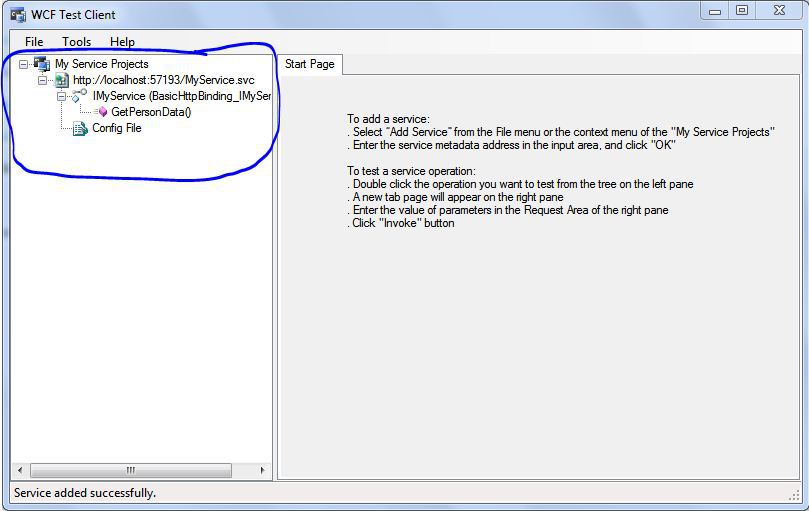 WCF Test Client
File Tools Help
My Service Projects
http://localhost:57193/MyService.svc
IMyService (BasicHttpBinding_IMySer
GetPersonData()
Config File
Start Page
To add a service:
. Select "Add Service" from the File menu or the context menu of the "My Service Projects"
. Enter the service metadata address in the input area, and click "OK"
To test a service operation:
. Double click the operation you want to test from the tree on the left pane
. A new tab page will appear on the right pane
. Enter the value of parameters in the Request Area of the right pane
. Click "Invoke" button
Service added successfully.